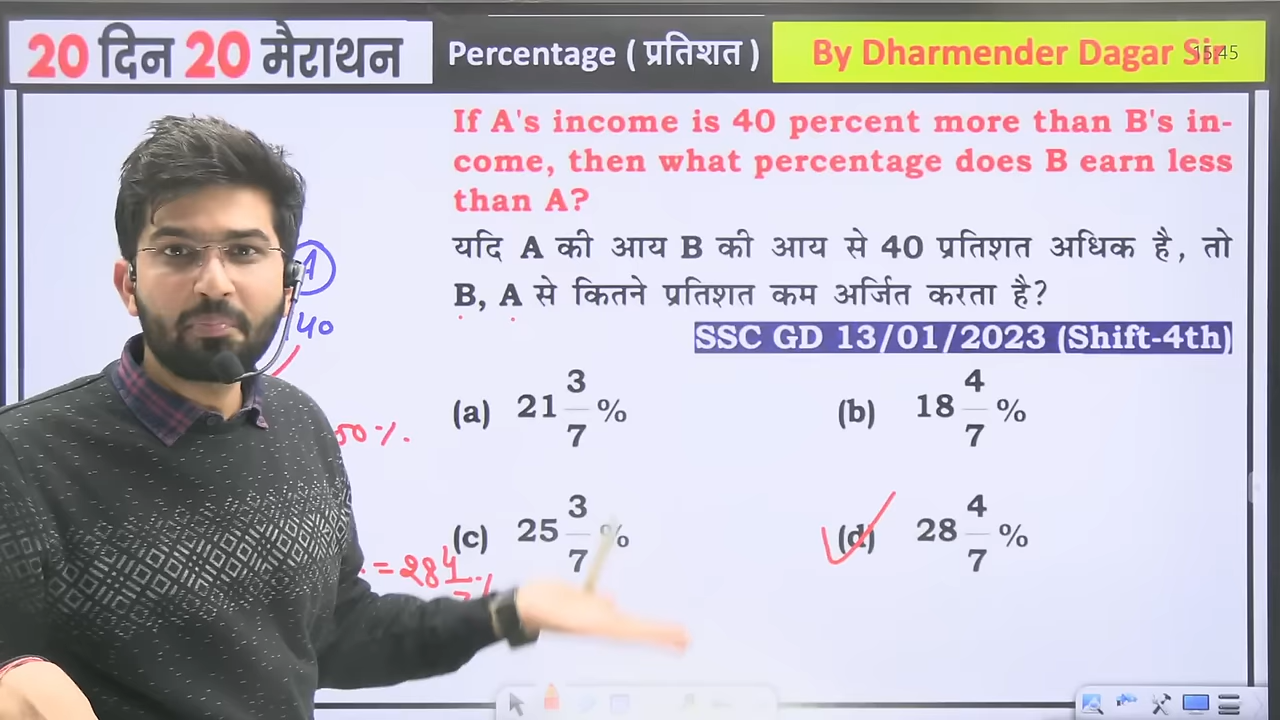 20 दिन 20 मैराथन
Percentage ( प्रतिशत )
By Dharmender Dagar Sir
15:45
If A's income is 40 percent more than B's in-
come, then what percentage does B earn less
than A?
यदि A की आय B की आय से 40 प्रतिशत अधिक है, तो
B, A से कितने प्रतिशत कम अर्जित करता है?
SSC GD 13/01/2023 (Shift-4th)
A
40
(a) 21 3/7 %
(b) 18 4/7 %
(c) 25 3/7 %
(d) 28 4/7 %
= 28 4/7 %